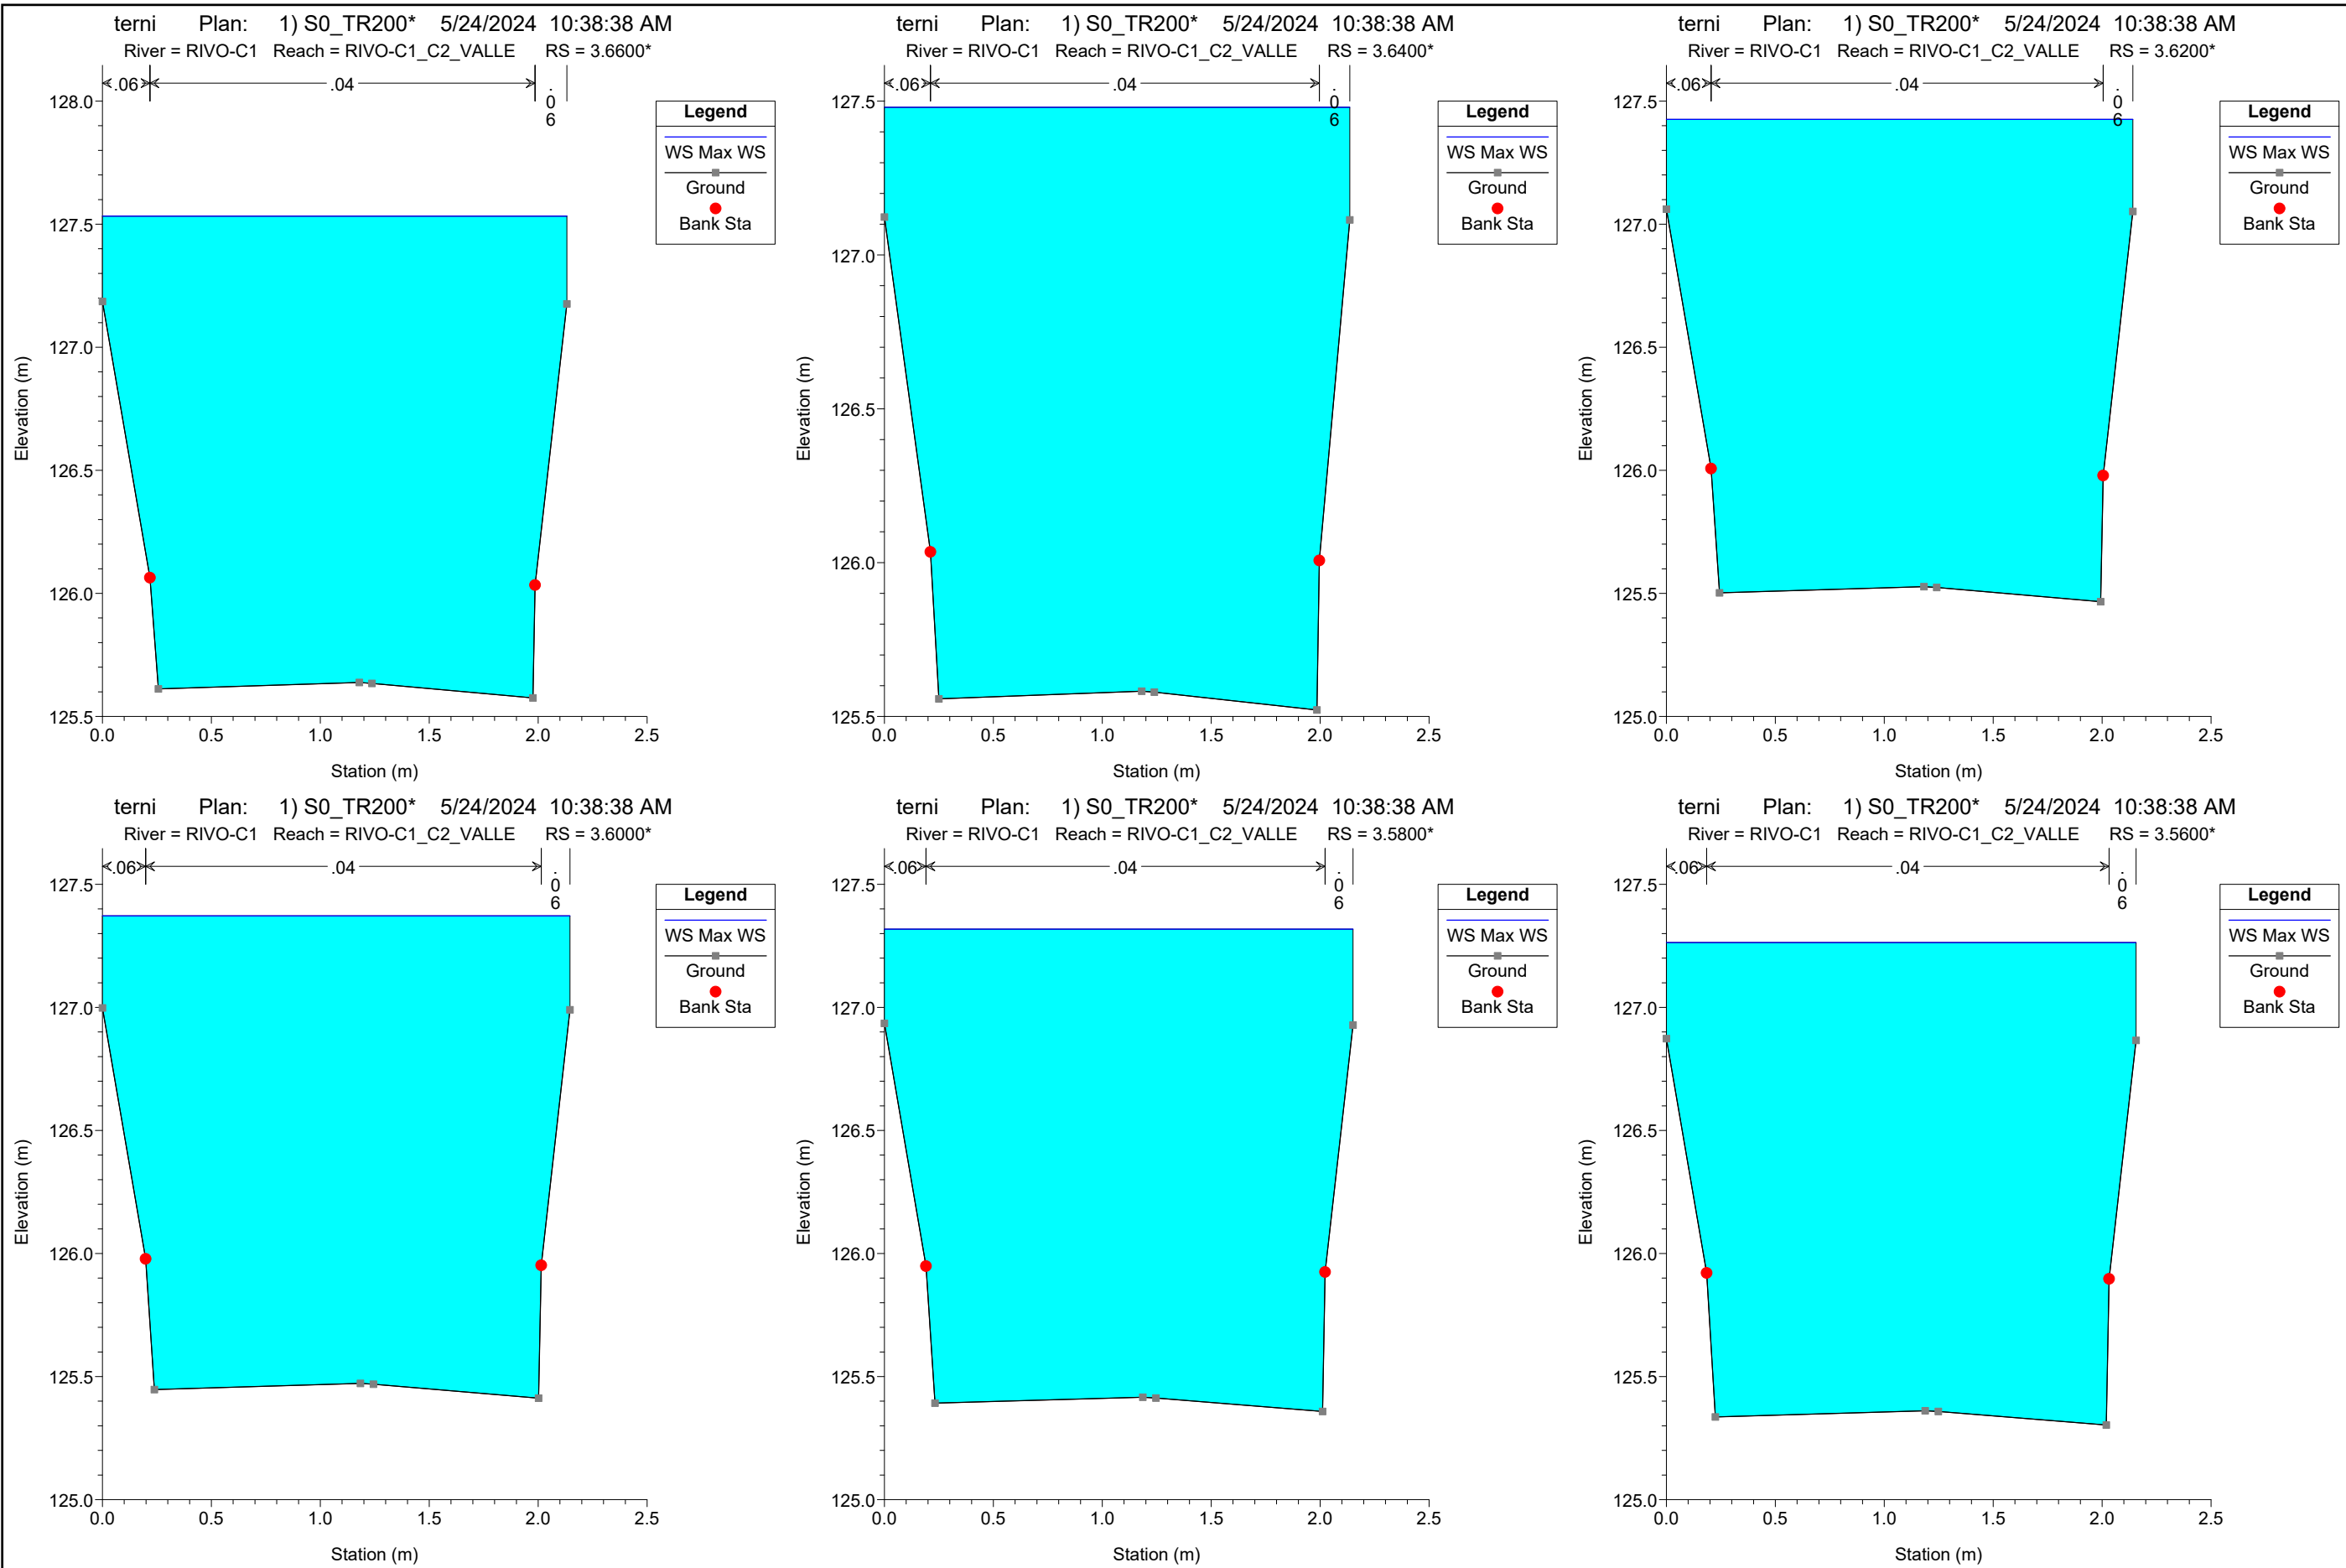 terni Plan: 1) S0_TR200* 5/24/2024 10:38:38 AM
River = RIVO-C1 Reach = RIVO-C1_C2_VALLE RS = 3.6600*
.06
.04
.06
Legend
WS Max WS
Ground
Bank Sta
128.0
127.5
127.0
126.5
126.0
125.5
Elevation (m)
0.0 0.5 1.0 1.5 2.0 2.5
Station (m)
terni Plan: 1) S0_TR200* 5/24/2024 10:38:38 AM
River = RIVO-C1 Reach = RIVO-C1_C2_VALLE RS = 3.6400*
.06
.04
.06
Legend
WS Max WS
Ground
Bank Sta
127.5
127.0
126.5
126.0
125.5
Elevation (m)
0.0 0.5 1.0 1.5 2.0 2.5
Station (m)
terni Plan: 1) S0_TR200* 5/24/2024 10:38:38 AM
River = RIVO-C1 Reach = RIVO-C1_C2_VALLE RS = 3.6200*
.06
.04
.06
Legend
WS Max WS
Ground
Bank Sta
127.5
127.0
126.5
126.0
125.5
125.0
Elevation (m)
0.0 0.5 1.0 1.5 2.0 2.5
Station (m)
terni Plan: 1) S0_TR200* 5/24/2024 10:38:38 AM
River = RIVO-C1 Reach = RIVO-C1_C2_VALLE RS = 3.6000*
.06
.04
.06
Legend
WS Max WS
Ground
Bank Sta
127.5
127.0
126.5
126.0
125.5
125.0
Elevation (m)
0.0 0.5 1.0 1.5 2.0 2.5
Station (m)
terni Plan: 1) S0_TR200* 5/24/2024 10:38:38 AM
River = RIVO-C1 Reach = RIVO-C1_C2_VALLE RS = 3.5800*
.06
.04
.06
Legend
WS Max WS
Ground
Bank Sta
127.5
127.0
126.5
126.0
125.5
125.0
Elevation (m)
0.0 0.5 1.0 1.5 2.0 2.5
Station (m)
terni Plan: 1) S0_TR200* 5/24/2024 10:38:38 AM
River = RIVO-C1 Reach = RIVO-C1_C2_VALLE RS = 3.5600*
.06
.04
.06
Legend
WS Max WS
Ground
Bank Sta
127.5
127.0
126.5
126.0
125.5
125.0
Elevation (m)
0.0 0.5 1.0 1.5 2.0 2.5
Station (m)